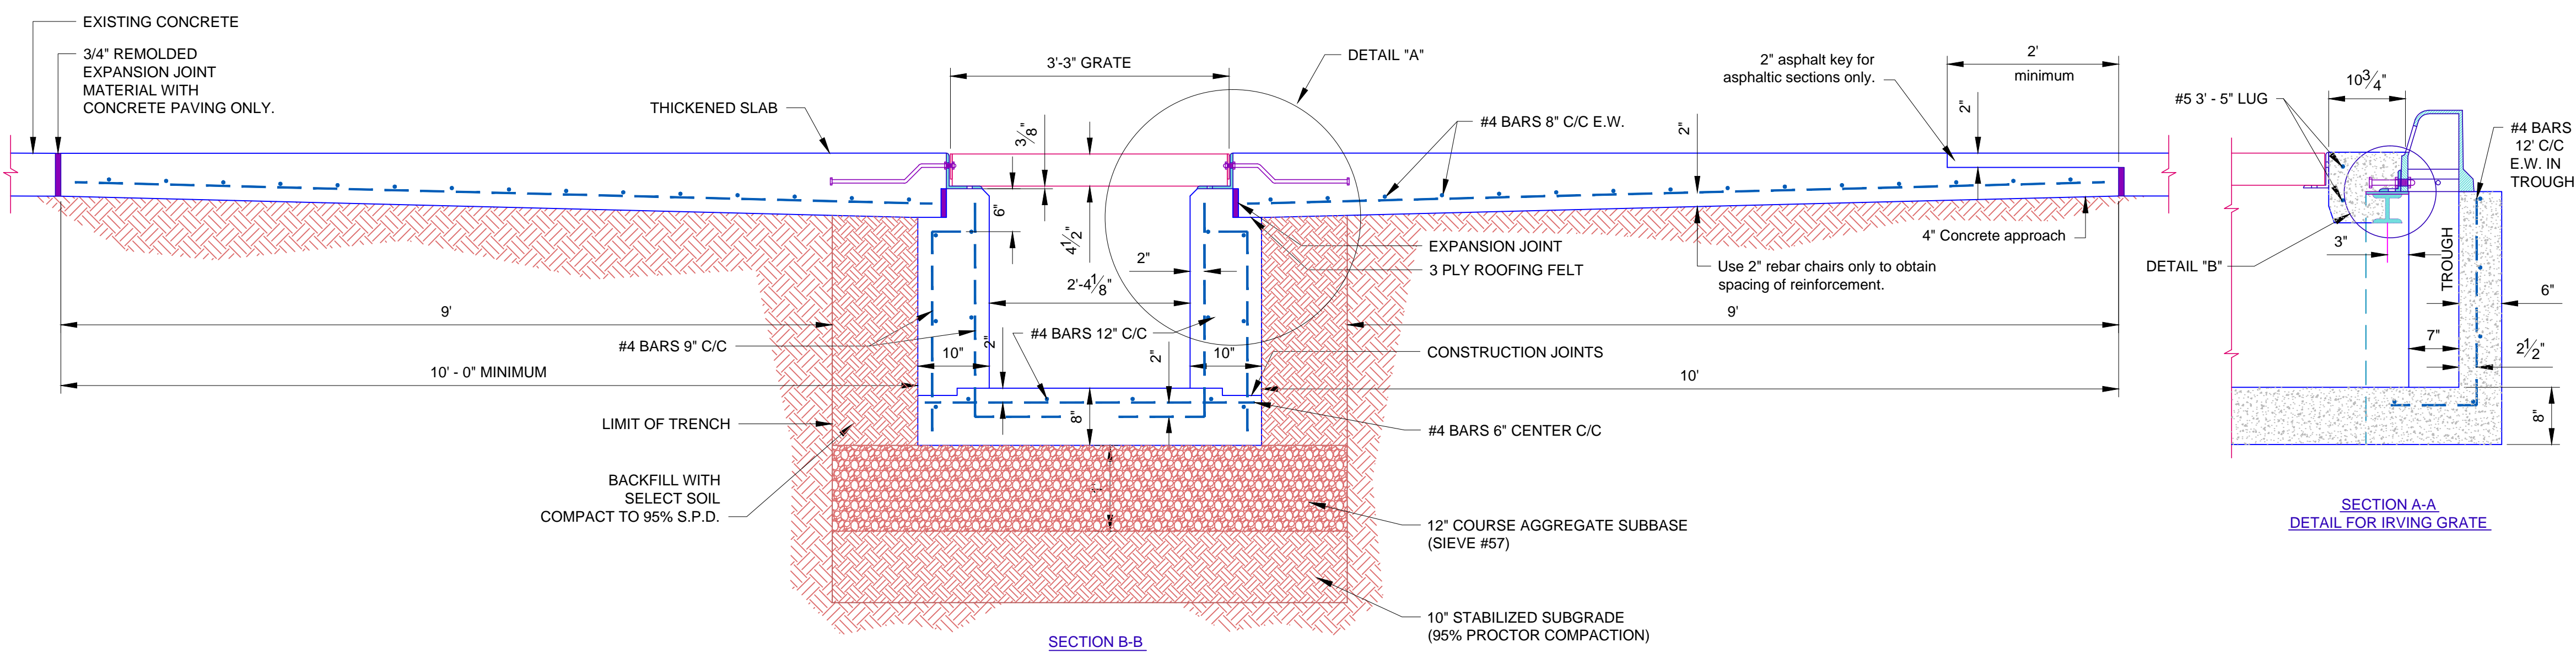 EXISTING CONCRETE
3/4" REMOLDED
EXPANSION JOINT
MATERIAL WITH
CONCRETE PAVING ONLY.
THICKENED SLAB
3'-3" GRATE
DETAIL "A"
3/8"
#4 BARS 8" C/C E.W.
2"
2" asphalt key for
asphaltic sections only.
2'
minimum
2"
6"
4 1/2"
2"
2'-4 1/8"
EXPANSION JOINT
3 PLY ROOFING FELT
Use 2" rebar chairs only to obtain
spacing of reinforcement.
4" Concrete approach
9'
9'
#4 BARS 9" C/C
2"
#4 BARS 12" C/C
2"
10"
10"
CONSTRUCTION JOINTS
10' - 0" MINIMUM
10'
8"
LIMIT OF TRENCH
#4 BARS 6" CENTER C/C
BACKFILL WITH
SELECT SOIL
COMPACT TO 95% S.P.D.
12" COURSE AGGREGATE SUBBASE
(SIEVE #57)
10" STABILIZED SUBGRADE
(95% PROCTOR COMPACTION)
SECTION B-B
10 3/4"
#5 3' - 5" LUG
#4 BARS
12' C/C
E.W. IN
TROUGH
3"
TROUGH
DETAIL "B"
6"
7"
2 1/2"
8"
SECTION A-A
DETAIL FOR IRVING GRATE